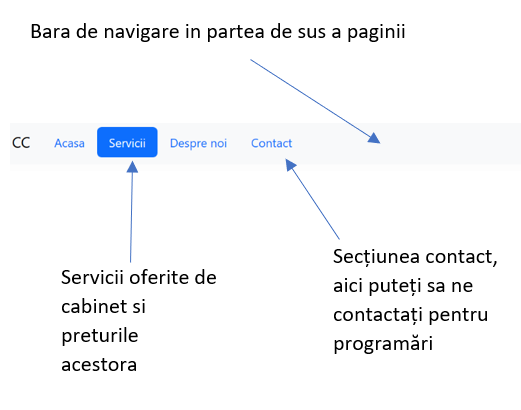 Bara de navigare in partea de sus a paginii
CC Acasa Servicii Despre noi Contact
Servicii oferite de
cabinet si
preturile
acestora
Secțiunea contact,
aici puteți sa ne
contactați pentru
programări